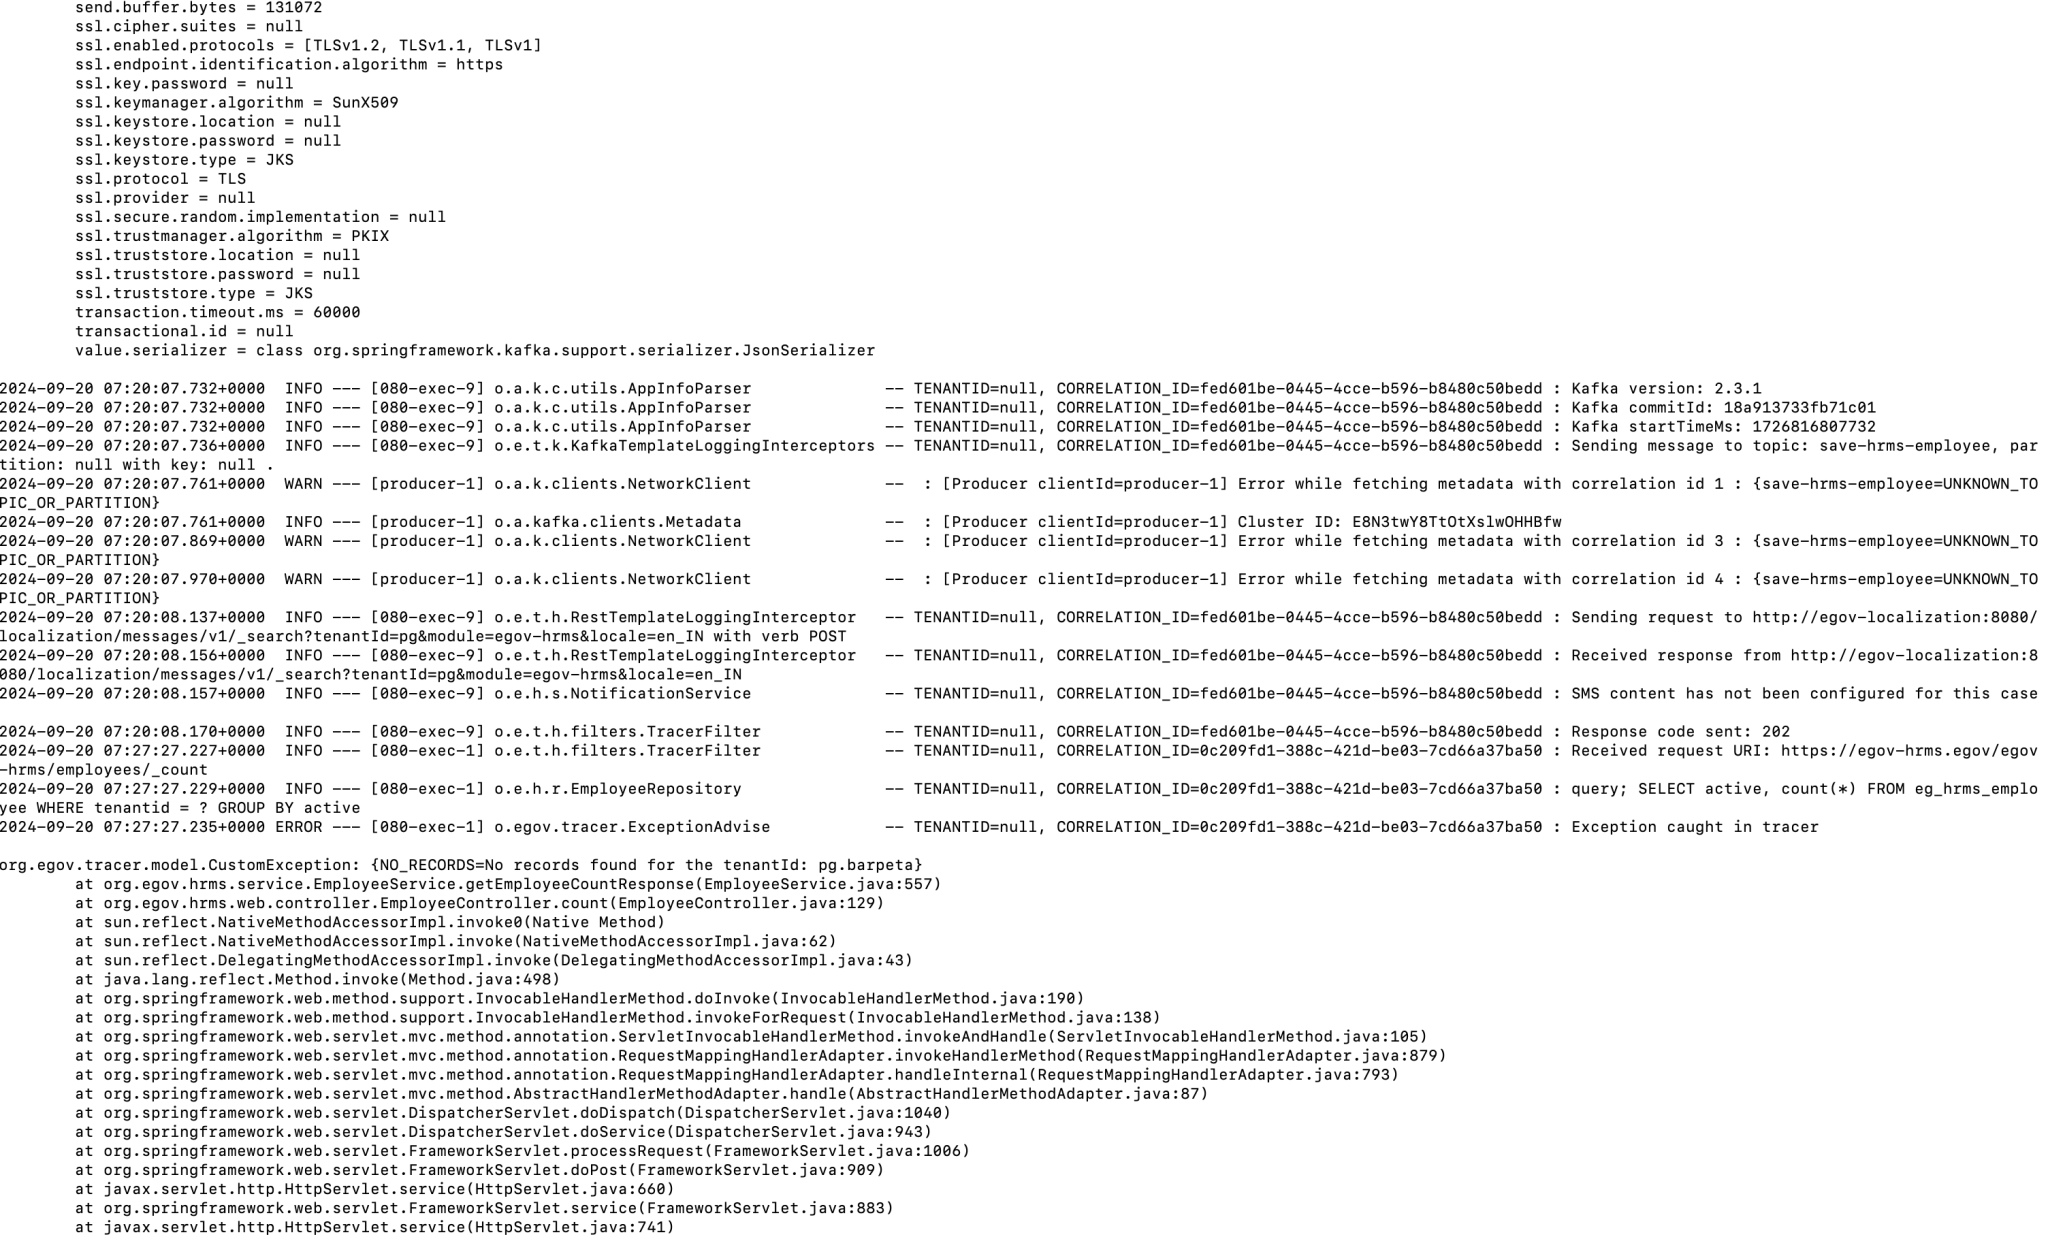 send.buffer.bytes = 131072
ssl.cipher.suites = null
ssl.enabled.protocols = [TLSv1.2, TLSv1.1, TLSv1]
ssl.endpoint.identification.algorithm = https
ssl.key.password = null
ssl.keymanager.algorithm = SunX509
ssl.keystore.location = null
ssl.keystore.password = null
ssl.keystore.type = JKS
ssl.protocol = TLS
ssl.provider = null
ssl.secure.random.implementation = null
ssl.trustmanager.algorithm = PKIX
ssl.truststore.location = null
ssl.truststore.password = null
ssl.truststore.type = JKS
transaction.timeout.ms = 60000
transactional.id = null
value.serializer = class org.springframework.kafka.support.serializer.JsonSerializer
2024-09-20 07:20:07.732+0000  INFO --- [080-exec-9] o.a.k.c.utils.AppInfoParser              -- TENANTID=null, CORRELATION_ID=fed601be-0445-4cce-b596-b8480c50bedd : Kafka version: 2.3.1
2024-09-20 07:20:07.732+0000  INFO --- [080-exec-9] o.a.k.c.utils.AppInfoParser              -- TENANTID=null, CORRELATION_ID=fed601be-0445-4cce-b596-b8480c50bedd : Kafka commitId: 18a913733fb71c01
2024-09-20 07:20:07.732+0000  INFO --- [080-exec-9] o.a.k.c.utils.AppInfoParser              -- TENANTID=null, CORRELATION_ID=fed601be-0445-4cce-b596-b8480c50bedd : Kafka startTimeMs: 1726816807732
2024-09-20 07:20:07.736+0000  INFO --- [080-exec-9] o.e.t.k.KafkaTemplateLoggingInterceptors -- TENANTID=null, CORRELATION_ID=fed601be-0445-4cce-b596-b8480c50bedd : Sending message to topic: save-hrms-employee, par
tition: null with key: null .
2024-09-20 07:20:07.761+0000  WARN --- [producer-1] o.a.k.clients.NetworkClient              --  : [Producer clientId=producer-1] Error while fetching metadata with correlation id 1 : {save-hrms-employee=UNKNOWN_TO
PIC_OR_PARTITION}
2024-09-20 07:20:07.761+0000  INFO --- [producer-1] o.a.kafka.clients.Metadata               --  : [Producer clientId=producer-1] Cluster ID: E8N3twY8TtOtXslwOHHBfw
2024-09-20 07:20:07.869+0000  WARN --- [producer-1] o.a.k.clients.NetworkClient              --  : [Producer clientId=producer-1] Error while fetching metadata with correlation id 3 : {save-hrms-employee=UNKNOWN_TO
PIC_OR_PARTITION}
2024-09-20 07:20:07.970+0000  WARN --- [producer-1] o.a.k.clients.NetworkClient              --  : [Producer clientId=producer-1] Error while fetching metadata with correlation id 4 : {save-hrms-employee=UNKNOWN_TO
PIC_OR_PARTITION}
2024-09-20 07:20:08.137+0000  INFO --- [080-exec-9] o.e.t.h.RestTemplateLoggingInterceptor   -- TENANTID=null, CORRELATION_ID=fed601be-0445-4cce-b596-b8480c50bedd : Sending request to http://egov-localization:8080/
localization/messages/v1/_search?tenantId=pg&module=egov-hrms&locale=en_IN with verb POST
2024-09-20 07:20:08.156+0000  INFO --- [080-exec-9] o.e.t.h.RestTemplateLoggingInterceptor   -- TENANTID=null, CORRELATION_ID=fed601be-0445-4cce-b596-b8480c50bedd : Received response from http://egov-localization:8
080/localization/messages/v1/_search?tenantId=pg&module=egov-hrms&locale=en_IN
2024-09-20 07:20:08.157+0000  INFO --- [080-exec-9] o.e.h.s.NotificationService              -- TENANTID=null, CORRELATION_ID=fed601be-0445-4cce-b596-b8480c50bedd : SMS content has not been configured for this case
2024-09-20 07:20:08.170+0000  INFO --- [080-exec-9] o.e.t.h.filters.TracerFilter             -- TENANTID=null, CORRELATION_ID=fed601be-0445-4cce-b596-b8480c50bedd : Response code sent: 202
2024-09-20 07:27:27.227+0000  INFO --- [080-exec-1] o.e.t.h.filters.TracerFilter             -- TENANTID=null, CORRELATION_ID=0c209fd1-388c-421d-be03-7cd66a37ba50 : Received request URI: https://egov-hrms.egov/egov
-hrms/employees/_count
2024-09-20 07:27:27.229+0000  INFO --- [080-exec-1] o.e.h.r.EmployeeRepository               -- TENANTID=null, CORRELATION_ID=0c209fd1-388c-421d-be03-7cd66a37ba50 : query; SELECT active, count(*) FROM eg_hrms_emplo
yee WHERE tenantid = ? GROUP BY active
2024-09-20 07:27:27.235+0000 ERROR --- [080-exec-1] o.egov.tracer.ExceptionAdvise            -- TENANTID=null, CORRELATION_ID=0c209fd1-388c-421d-be03-7cd66a37ba50 : Exception caught in tracer
org.egov.tracer.model.CustomException: {NO_RECORDS=No records found for the tenantId: pg.barpeta}
at org.egov.hrms.service.EmployeeService.getEmployeeCountResponse(EmployeeService.java:557)
at org.egov.hrms.web.controller.EmployeeController.count(EmployeeController.java:129)
at sun.reflect.NativeMethodAccessorImpl.invoke0(Native Method)
at sun.reflect.NativeMethodAccessorImpl.invoke(NativeMethodAccessorImpl.java:62)
at sun.reflect.DelegatingMethodAccessorImpl.invoke(DelegatingMethodAccessorImpl.java:43)
at java.lang.reflect.Method.invoke(Method.java:498)
at org.springframework.web.method.support.InvocableHandlerMethod.doInvoke(InvocableHandlerMethod.java:190)
at org.springframework.web.method.support.InvocableHandlerMethod.invokeForRequest(InvocableHandlerMethod.java:138)
at org.springframework.web.servlet.mvc.method.annotation.ServletInvocableHandlerMethod.invokeAndHandle(ServletInvocableHandlerMethod.java:105)
at org.springframework.web.servlet.mvc.method.annotation.RequestMappingHandlerAdapter.invokeHandlerMethod(RequestMappingHandlerAdapter.java:879)
at org.springframework.web.servlet.mvc.method.annotation.RequestMappingHandlerAdapter.handleInternal(RequestMappingHandlerAdapter.java:793)
at org.springframework.web.servlet.mvc.method.AbstractHandlerMethodAdapter.handle(AbstractHandlerMethodAdapter.java:87)
at org.springframework.web.servlet.DispatcherServlet.doDispatch(DispatcherServlet.java:1040)
at org.springframework.web.servlet.DispatcherServlet.doService(DispatcherServlet.java:943)
at org.springframework.web.servlet.FrameworkServlet.processRequest(FrameworkServlet.java:1006)
at org.springframework.web.servlet.FrameworkServlet.doPost(FrameworkServlet.java:909)
at javax.servlet.http.HttpServlet.service(HttpServlet.java:660)
at org.springframework.web.servlet.FrameworkServlet.service(FrameworkServlet.java:883)
at javax.servlet.http.HttpServlet.service(HttpServlet.java:741)